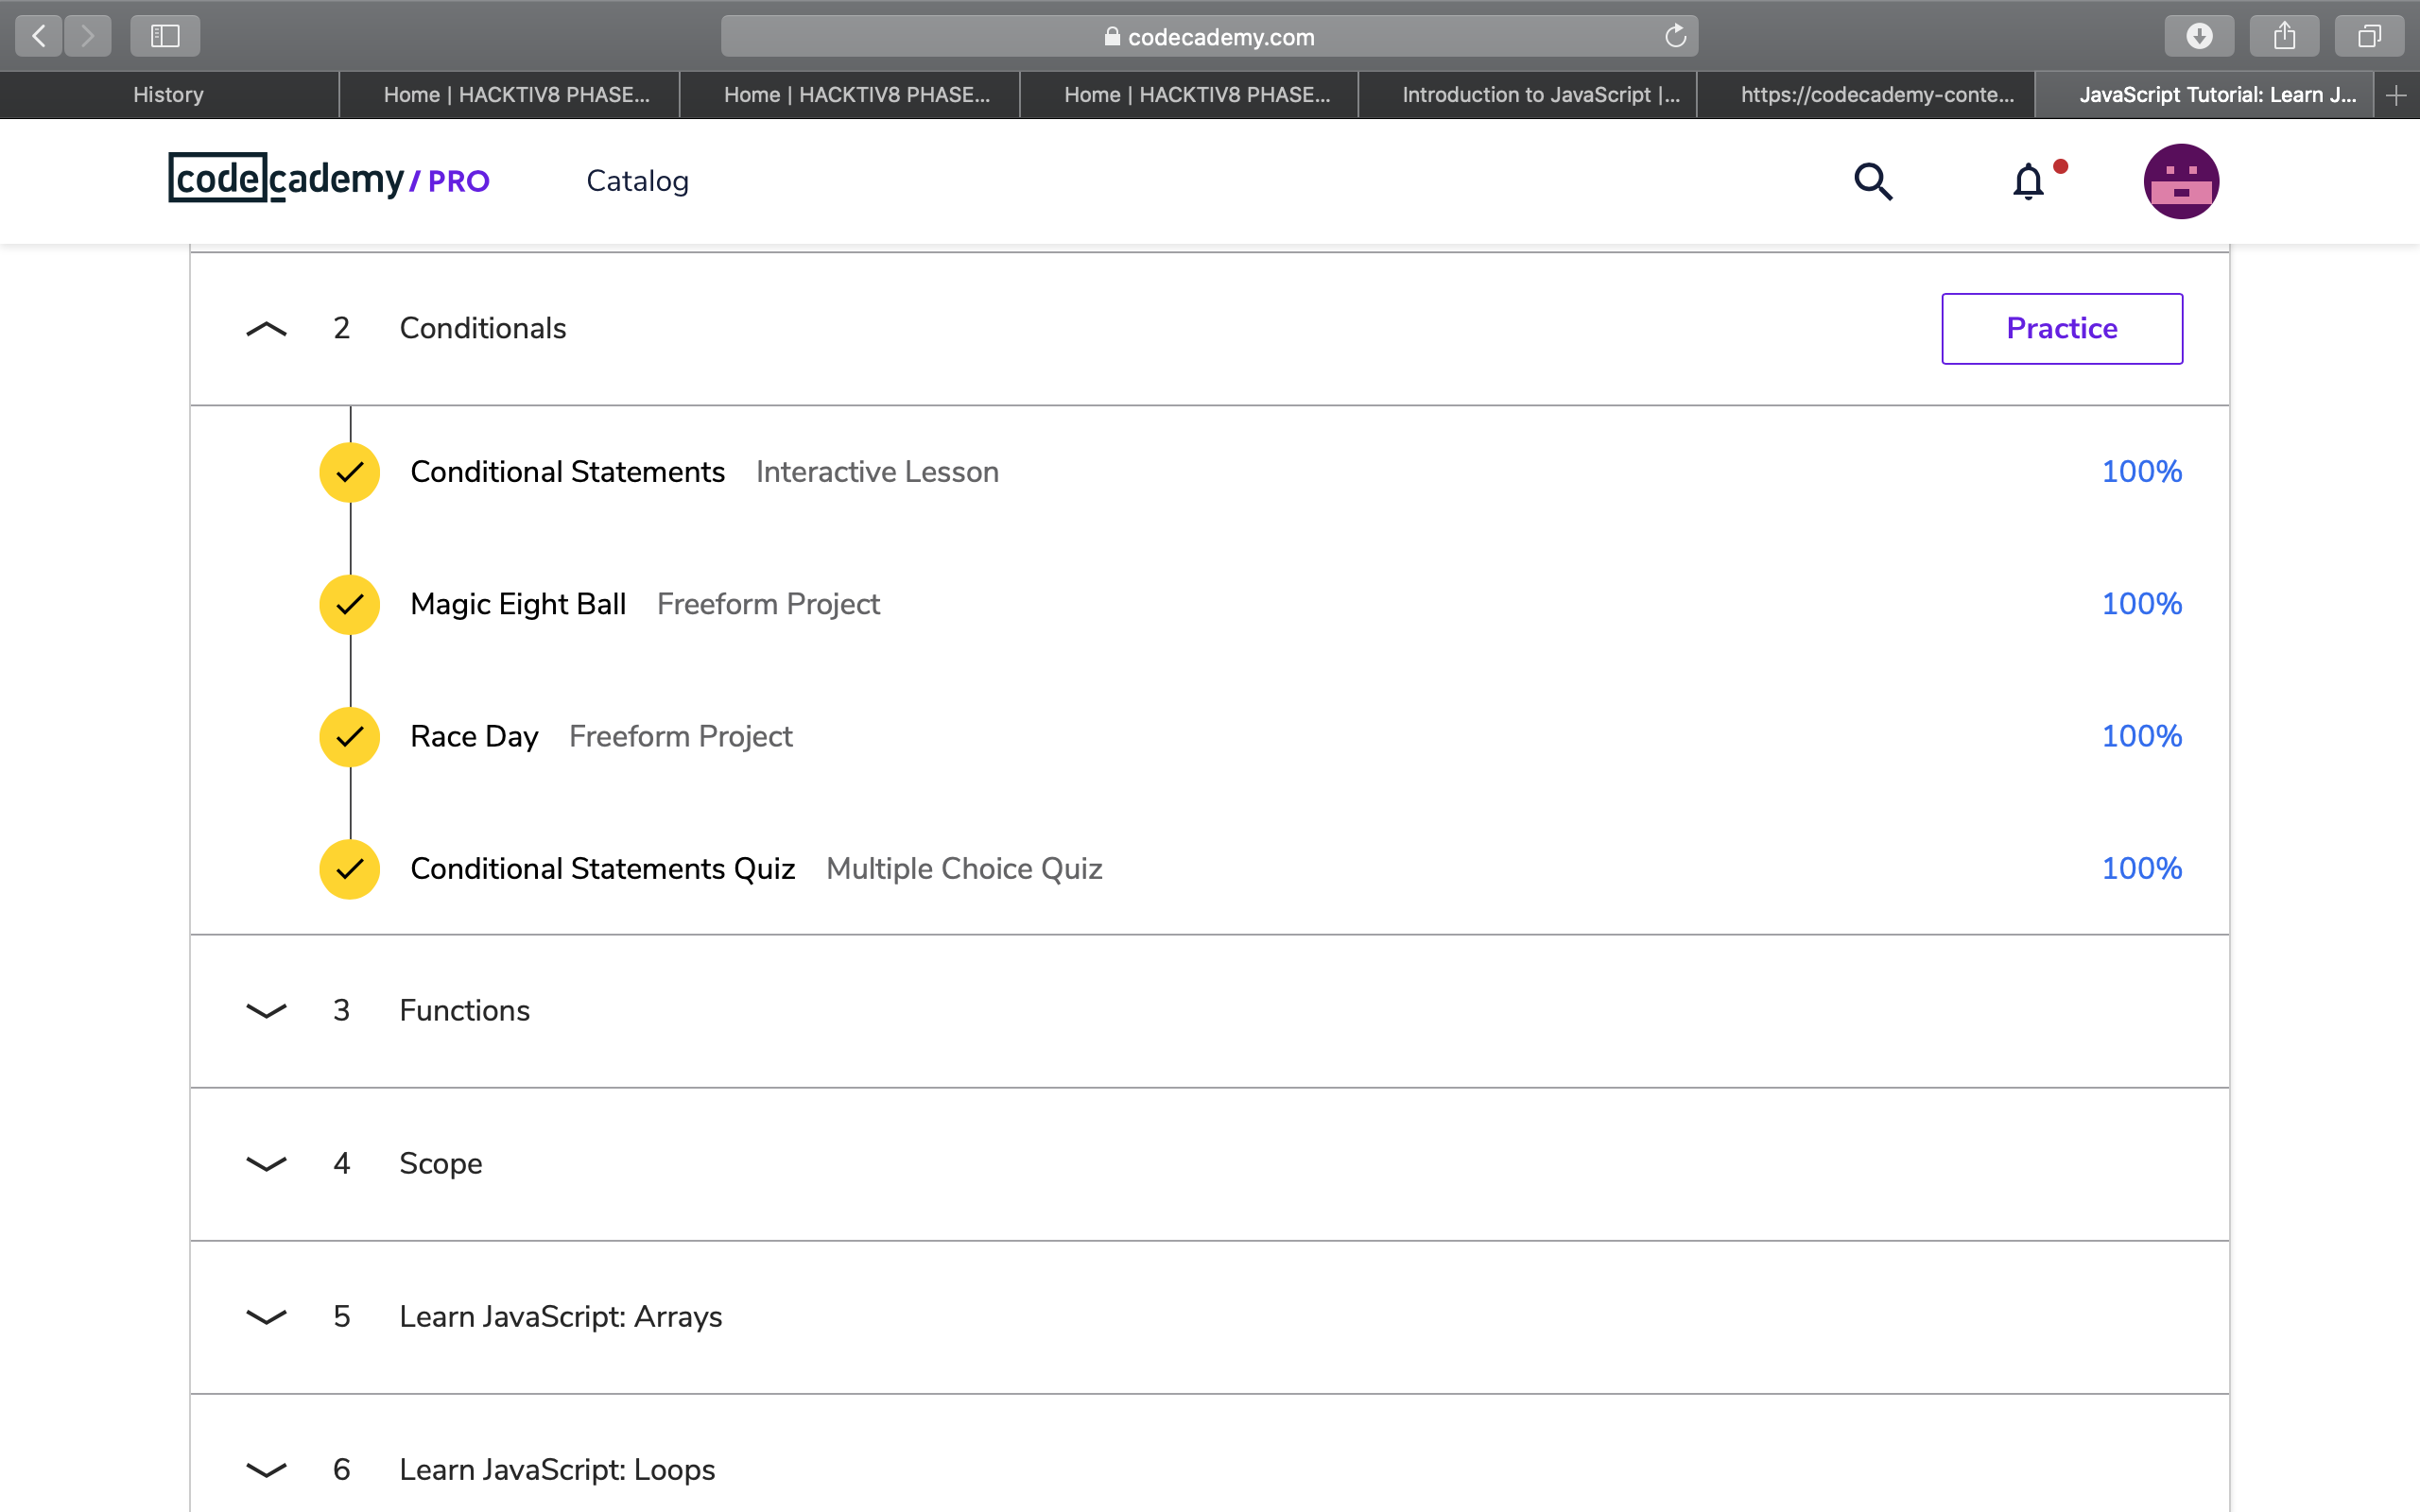 codecademy.com
History
Home | HACKTIV8 PHASE...
Home | HACKTIV8 PHASE...
Home | HACKTIV8 PHASE...
Introduction to JavaScript |...
https://codecademy-conte...
JavaScript Tutorial: Learn J...
codecademy / PRO Catalog
2 Conditionals Practice
Conditional Statements Interactive Lesson 100%
Magic Eight Ball Freeform Project 100%
Race Day Freeform Project 100%
Conditional Statements Quiz Multiple Choice Quiz 100%
3 Functions
4 Scope
5 Learn JavaScript: Arrays
6 Learn JavaScript: Loops